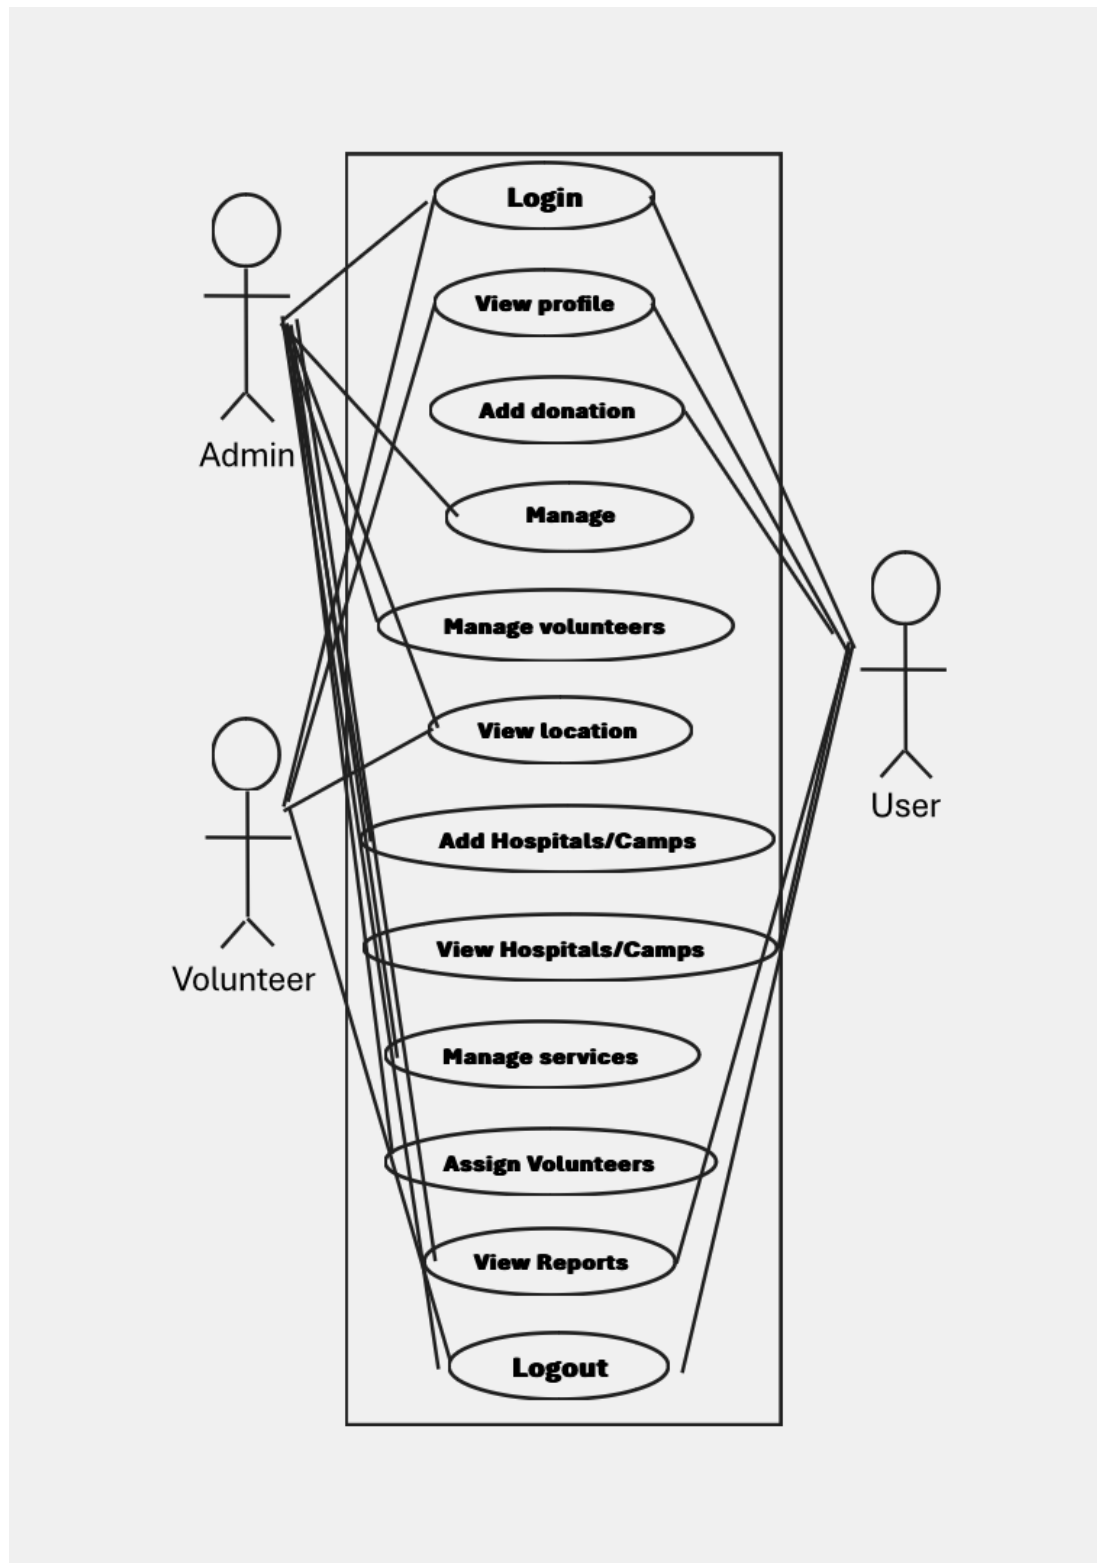 Login
View profile
Add donation
Manage
Admin
Manage volunteers
View location
User
Add Hospitals/Camps
View Hospitals/Camps
Volunteer
Manage services
Assign Volunteers
View Reports
Logout